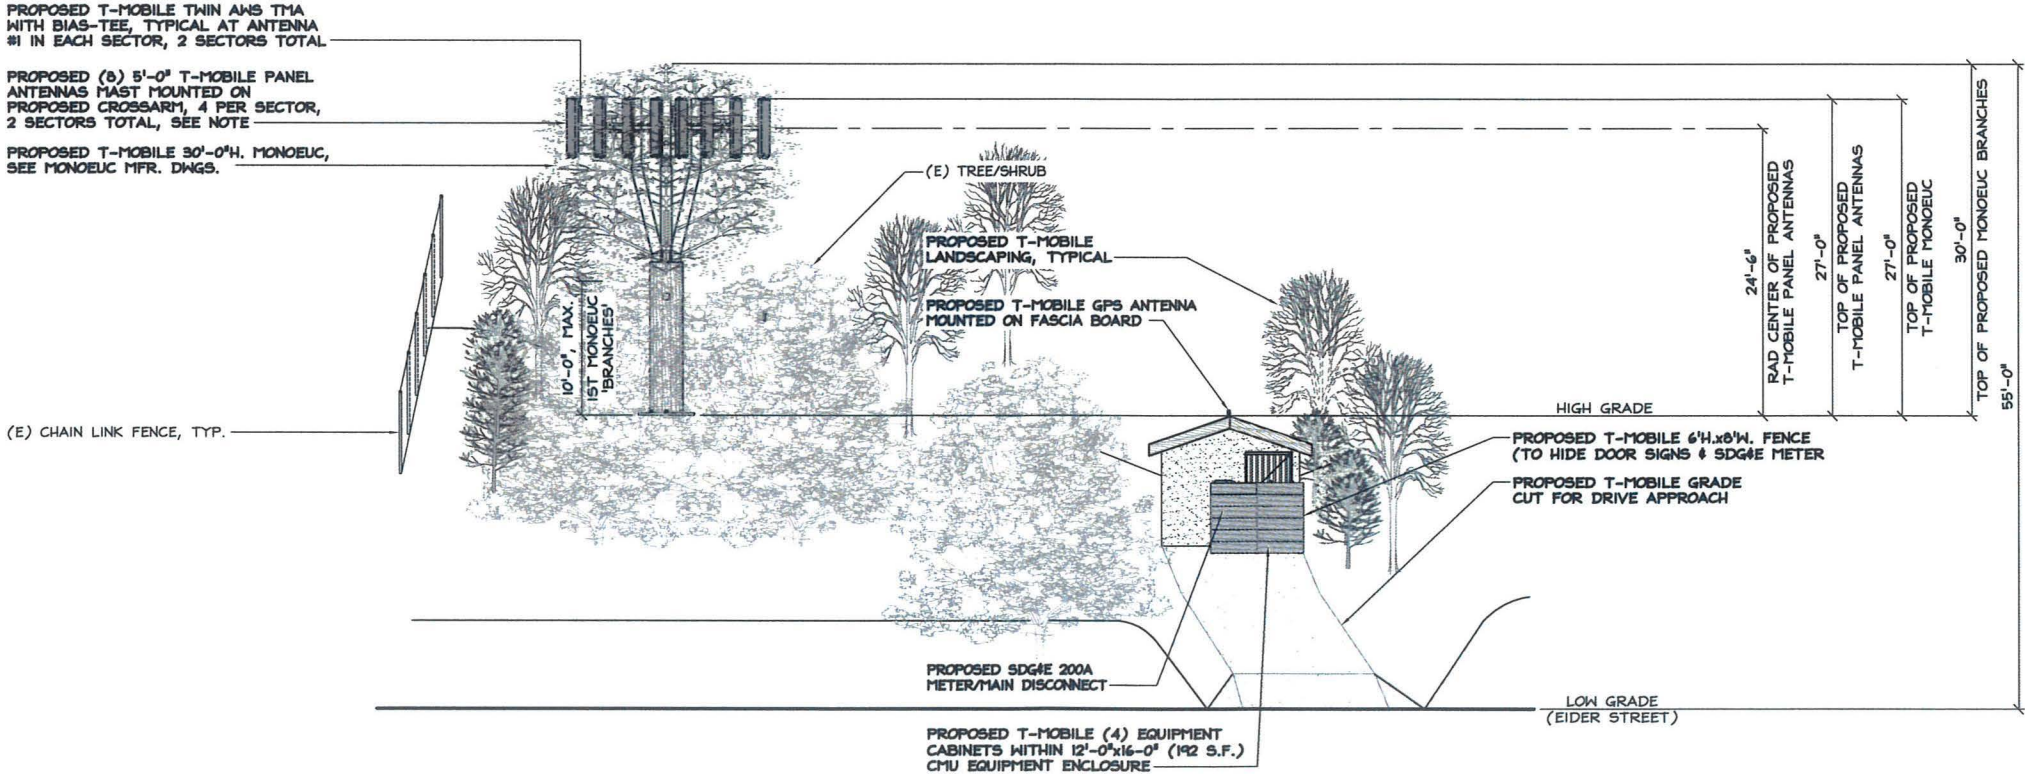 PROPOSED T-MOBILE TWIN AWS TMA
WITH BIAS-TEE, TYPICAL AT ANTENNA
#1 IN EACH SECTOR, 2 SECTORS TOTAL
PROPOSED (8) 5'-0" T-MOBILE PANEL
ANTENNAS MAST MOUNTED ON
PROPOSED CROSSARM, 4 PER SECTOR,
2 SECTORS TOTAL, SEE NOTE
PROPOSED T-MOBILE 30'-0"H. MONOEUC,
SEE MONOEUC MFR. DWGS.
(E) CHAIN LINK FENCE, TYP.
10'-0", MAX.
1ST MONOEUC
'BRANCHES'
(E) TREE/SHRUB
PROPOSED T-MOBILE
LANDSCAPING, TYPICAL
PROPOSED T-MOBILE GPS ANTENNA
MOUNTED ON FASCIA BOARD
24'-6"
RAD CENTER OF PROPOSED
T-MOBILE PANEL ANTENNAS
27'-0"
TOP OF PROPOSED
T-MOBILE PANEL ANTENNAS
27'-0"
TOP OF PROPOSED
T-MOBILE MONOEUC
30'-0"
TOP OF PROPOSED MONOEUC BRANCHES
55'-0"
HIGH GRADE
PROPOSED T-MOBILE 6'H.x8'W. FENCE
(TO HIDE DOOR SIGNS & SDG&E METER
PROPOSED T-MOBILE GRADE
CUT FOR DRIVE APPROACH
PROPOSED SDG&E 200A
METER/MAIN DISCONNECT
LOW GRADE
(EIDER STREET)
PROPOSED T-MOBILE (4) EQUIPMENT
CABINETS WITHIN 12'-0"x16-0" (192 S.F.)
CMU EQUIPMENT ENCLOSURE